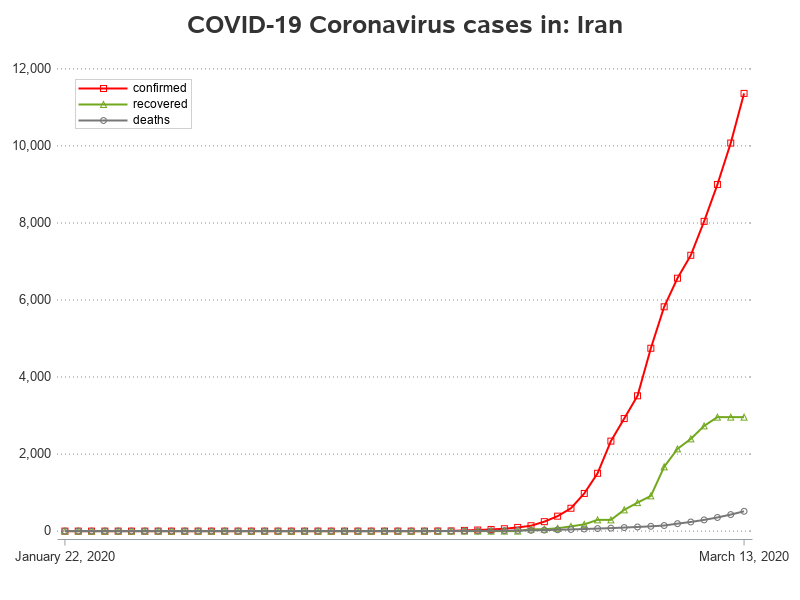 COVID-19 Coronavirus cases in: Iran
12,000
confirmed
recovered
deaths
10,000
8,000
6,000
4,000
2,000
0
January 22, 2020
March 13, 2020